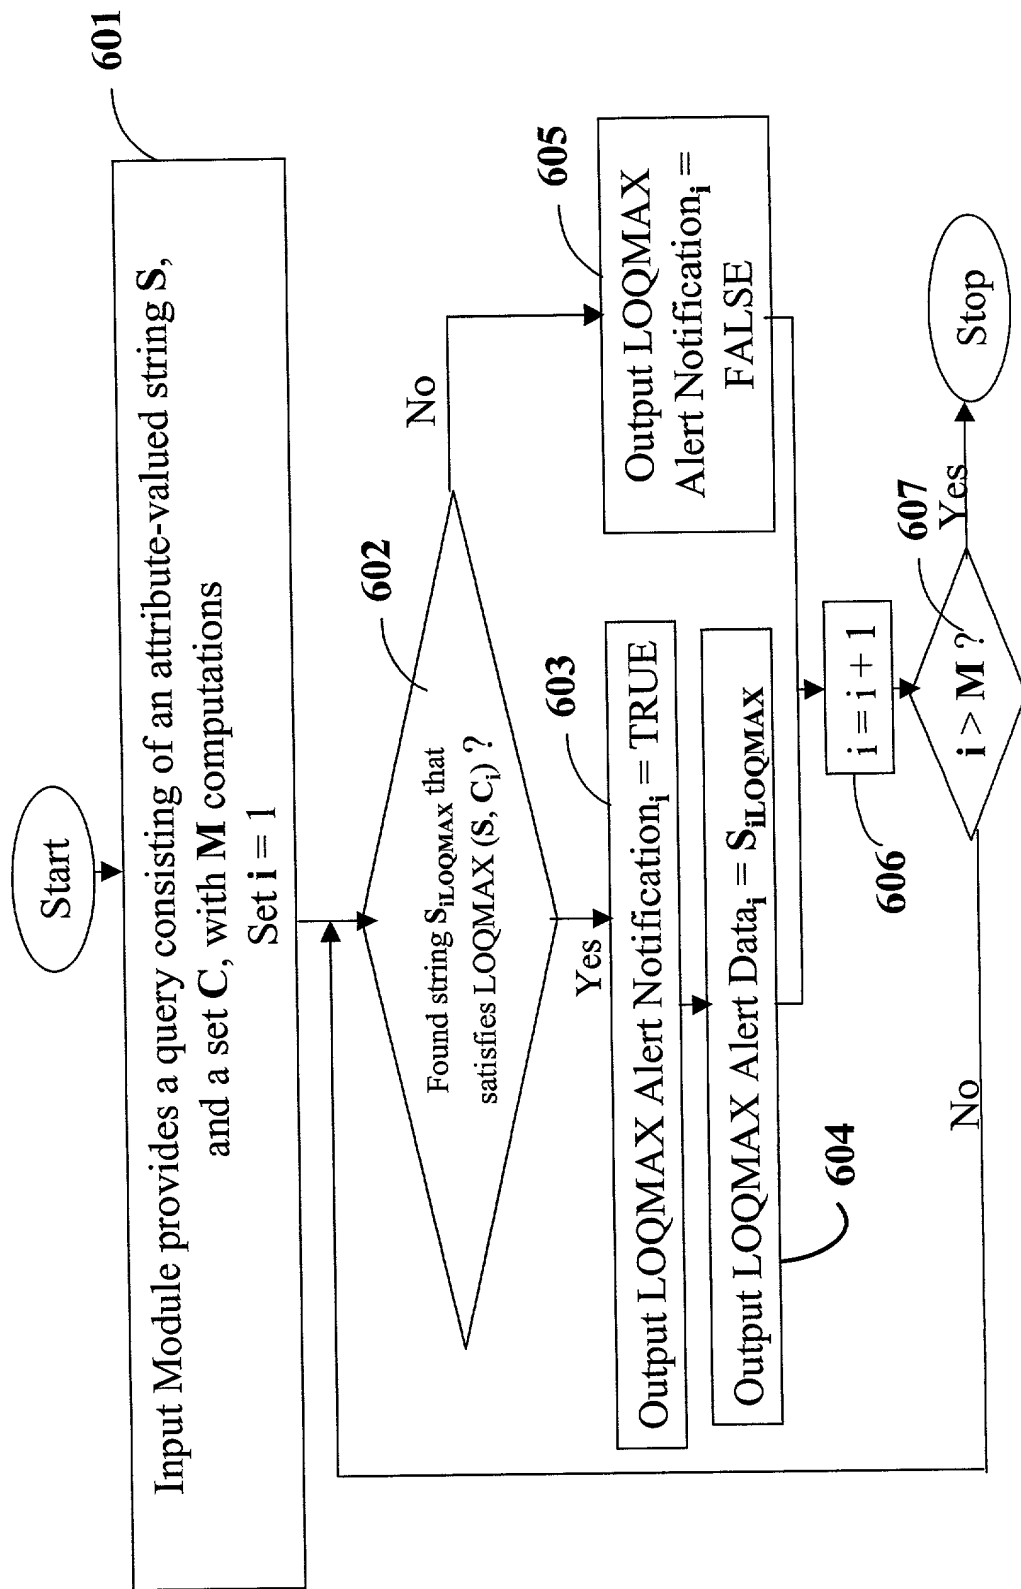 Start
601
Input Module provides a query consisting of an attribute-valued string S,
and a set C, with M computations
Set i = 1
602
Found string SiLOQMAX that
satisfies LOQMAX (S, Ci) ?
No
Yes
603
Output LOQMAX Alert Notificationi = TRUE
604
Output LOQMAX Alert Datai = SiLOQMAX
605
Output LOQMAX
Alert Notificationi =
FALSE
606
i = i + 1
607
i > M ?
Yes
No
Stop